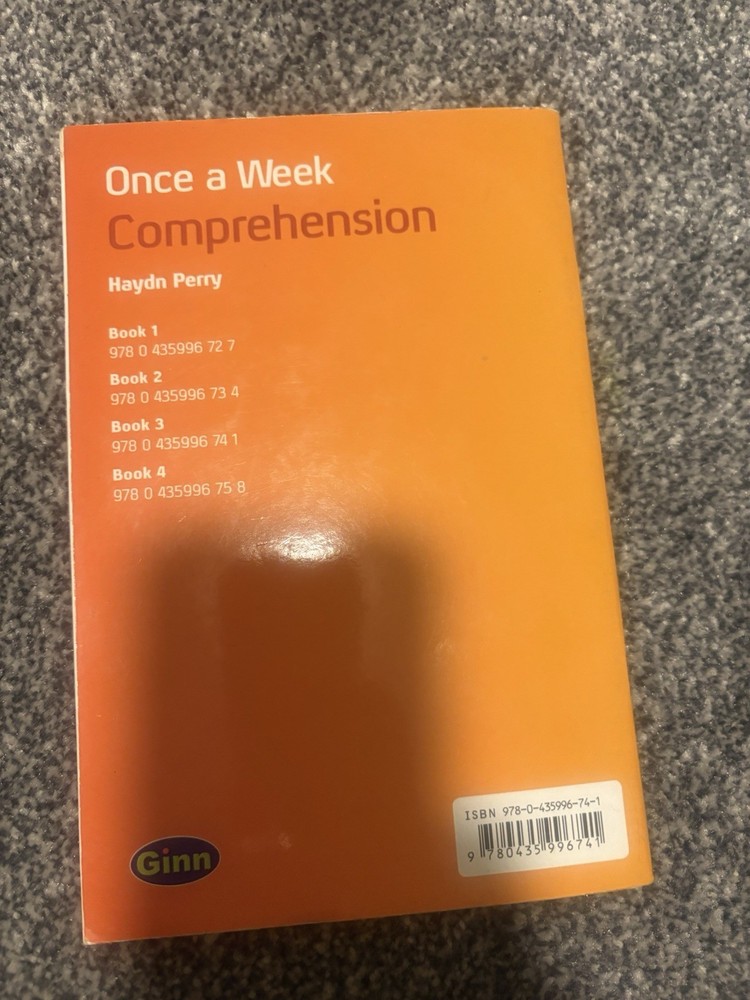 Once a Week
Comprehension
Haydn Perry
Book 1
978 0 435996 72 7
Book 2
978 0 435996 73 4
Book 3
978 0 435996 74 1
Book 4
978 0 435996 75 8
Ginn
ISBN 978-0-435996-74-1
9 780435 996741